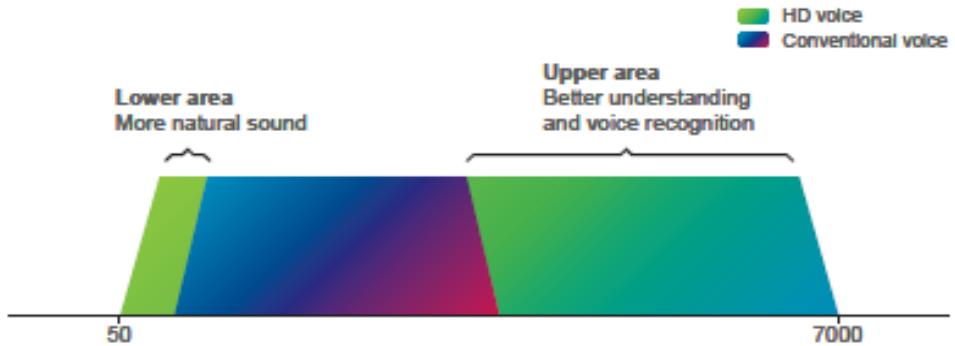 HD voice
Conventional voice
Upper area
Better understanding
and voice recognition
Lower area
More natural sound
50
7000